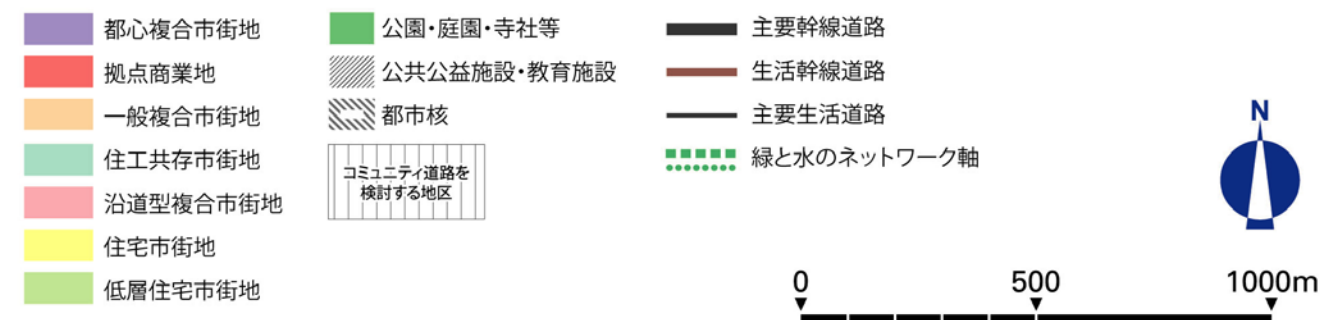 都心複合市街地
拠点商業地
一般複合市街地
住工共存市街地
沿道型複合市街地
住宅市街地
低層住宅市街地
公園・庭園・寺社等
公共公益施設・教育施設
都市核
コミュニティ道路を
検討する地区
主要幹線道路
生活幹線道路
主要生活道路
緑と水のネットワーク軸
N
0 500 1000m